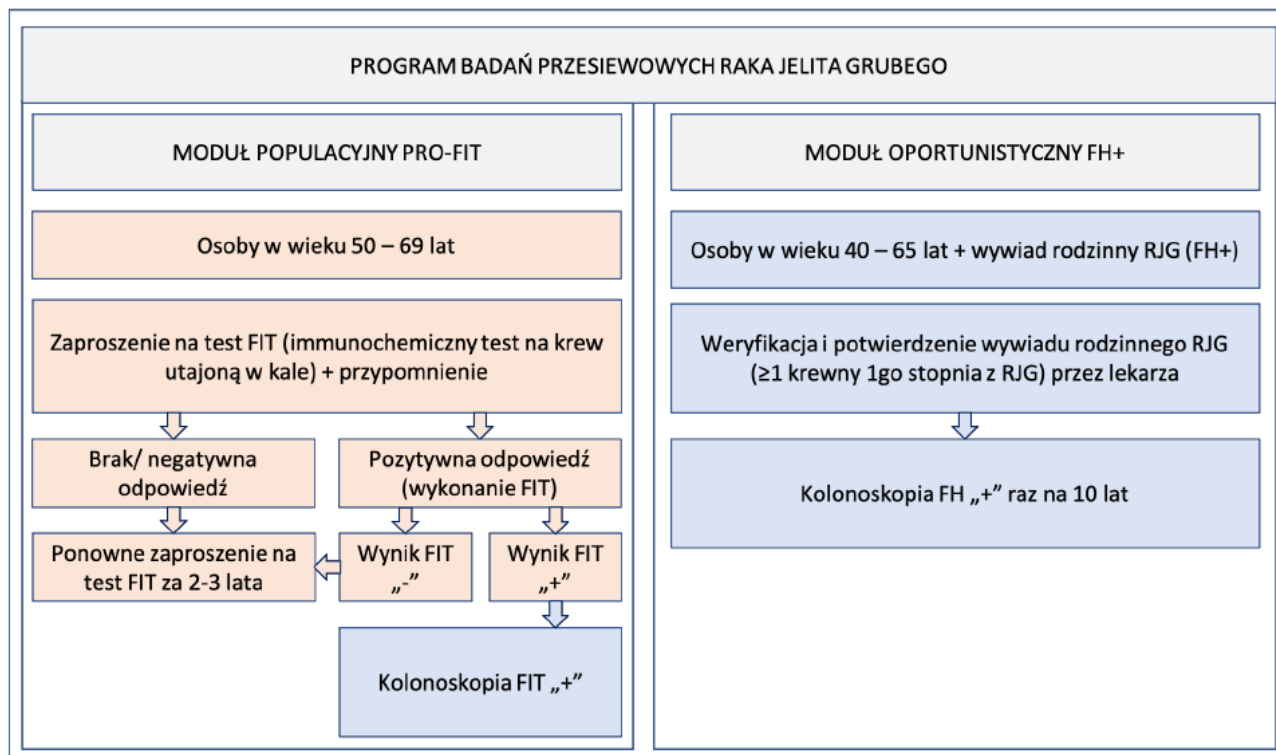 PROGRAM BADAŃ PRZESIEWOWYCH RAKA JELITA GRUBEGO
MODUŁ POPULACYJNY PRO-FIT
Osoby w wieku 50 – 69 lat
Zaproszenie na test FIT (immunochemiczny test na krew
utajoną w kale) + przypomnienie
Brak/ negatywna
odpowiedź
Pozytywna odpowiedź
(wykonanie FIT)
Ponowne zaproszenie na
test FIT za 2-3 lata
Wynik FIT
„-”
Wynik FIT
„+”
Kolonoskopia FIT „+”
MODUŁ OPORTUNISTYCZNY FH+
Osoby w wieku 40 – 65 lat + wywiad rodzinny RJG (FH+)
Weryfikacja i potwierdzenie wywiadu rodzinnego RJG
(≥1 krewny 1go stopnia z RJG) przez lekarza
Kolonoskopia FH „+” raz na 10 lat